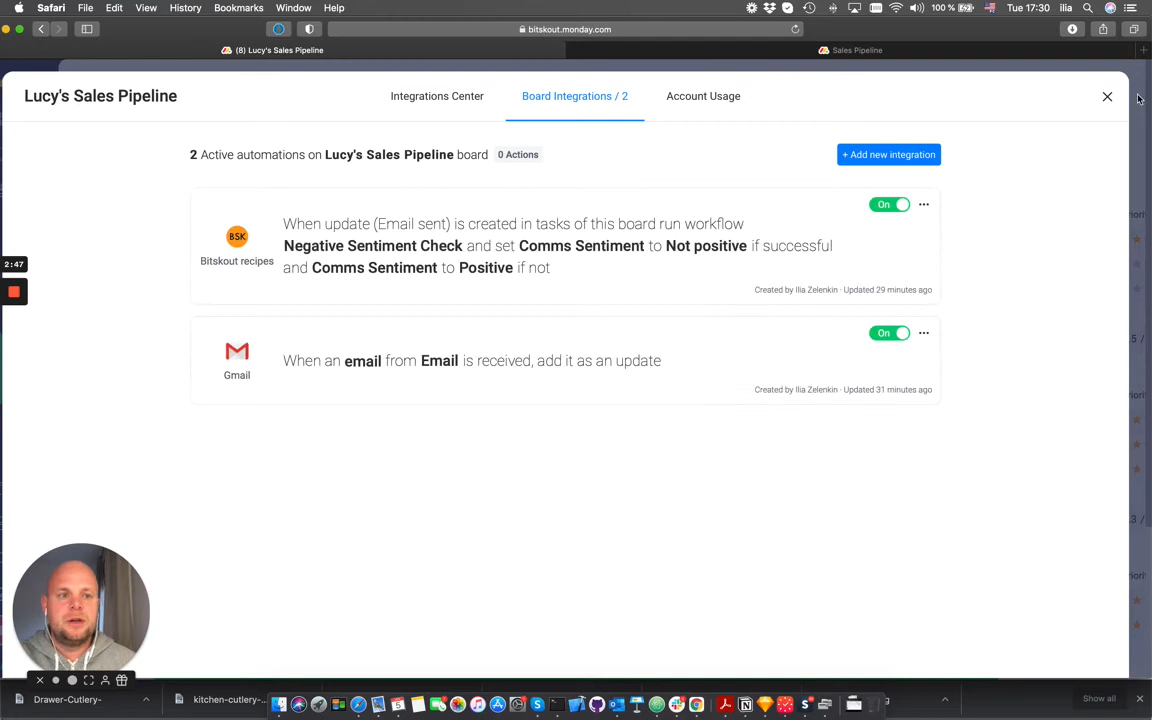 Safari File Edit View History Bookmarks Window Help
100 % Tue 17:30 ilia
bitskout.monday.com
(8) Lucy's Sales Pipeline
Sales Pipeline
Lucy's Sales Pipeline
Integrations Center
Board Integrations / 2
Account Usage
2 Active automations on Lucy's Sales Pipeline board 0 Actions
+ Add new integration
On
When update (Email sent) is created in tasks of this board run workflow
BSK
Negative Sentiment Check and set Comms Sentiment to Not positive if successful
Bitskout recipes
and Comms Sentiment to Positive if not
Created by Ilia Zelenkin · Updated 29 minutes ago
2:47
On
When an email from Email is received, add it as an update
Gmail
Created by Ilia Zelenkin · Updated 31 minutes ago
Drawer-Cutlery-
kitchen-cutlery-...
Show all